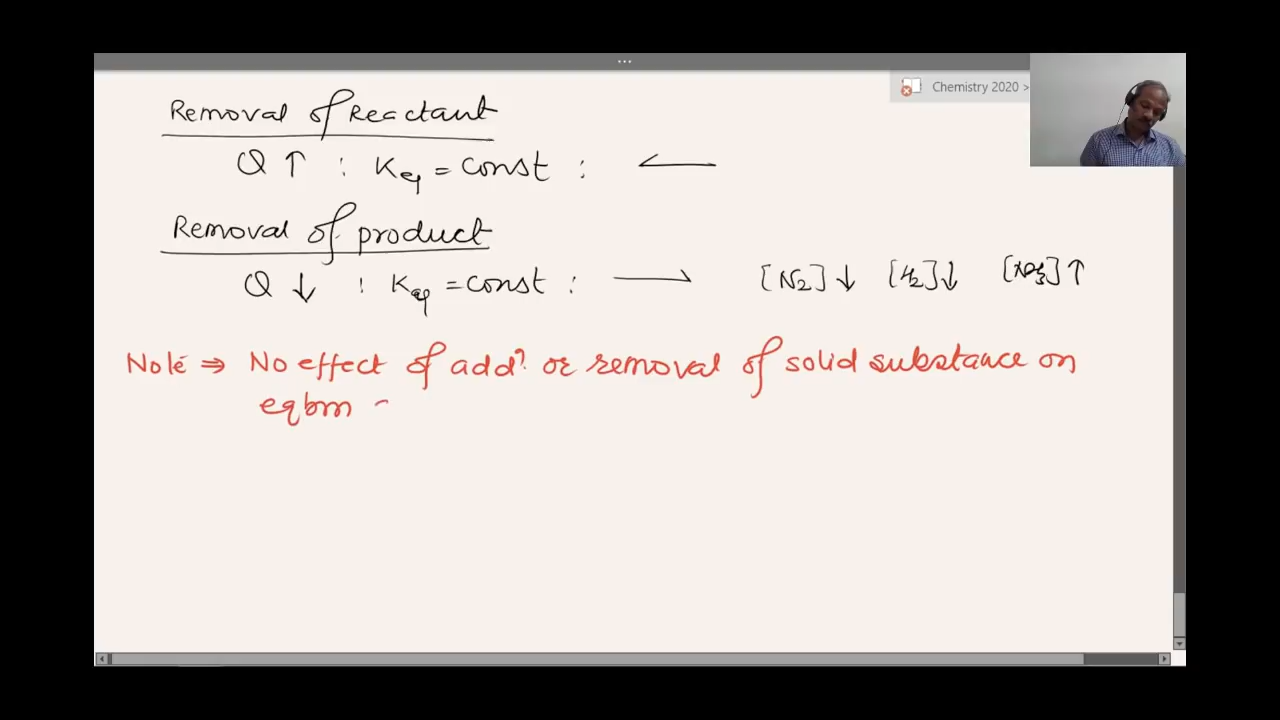 Chemistry 2020 >
Removal of Reactant
Q ↑ : Keq = const : ←
Removal of product
Q ↓ : Keq = const : → [N2]↓ [H2]↓ [NH3]↑
Note ⇒ No effect of addn or removal of solid substance on
eqbm